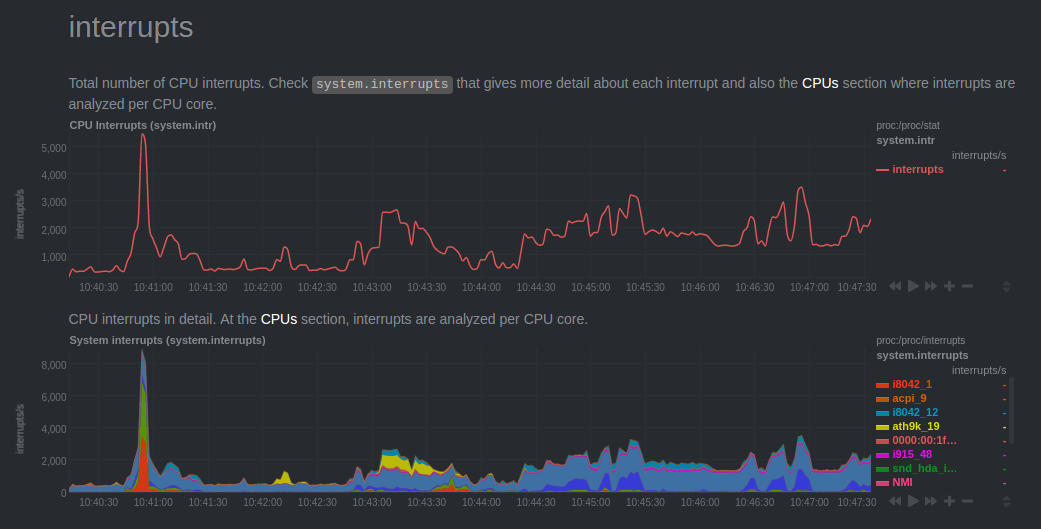 interrupts
Total number of CPU interrupts. Check system.interrupts that gives more detail about each interrupt and also the CPUs section where interrupts are
analyzed per CPU core.
CPU Interrupts (system.intr)
proc:/proc/stat
system.intr
interrupts/s
interrupts -
interrupts/s
5,000
4,000
3,000
2,000
1,000
10:40:30 10:41:00 10:41:30 10:42:00 10:42:30 10:43:00 10:43:30 10:44:00 10:44:30 10:45:00 10:45:30 10:46:00 10:46:30 10:47:00 10:47:30
CPU interrupts in detail. At the CPUs section, interrupts are analyzed per CPU core.
System interrupts (system.interrupts)
proc:/proc/interrupts
system.interrupts
interrupts/s
i8042_1 -
acpi_9 -
i8042_12 -
ath9k_19 -
0000:00:1f... -
i915_48 -
snd_hda_i... -
NMI -
interrupts/s
8,000
6,000
4,000
2,000
0
10:40:30 10:41:00 10:41:30 10:42:00 10:42:30 10:43:00 10:43:30 10:44:00 10:44:30 10:45:00 10:45:30 10:46:00 10:46:30 10:47:00 10:47:30